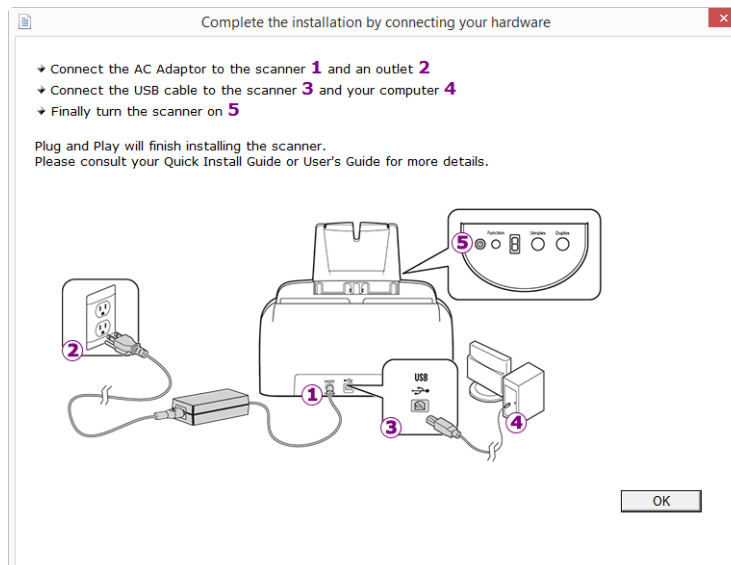 Complete the installation by connecting your hardware
Connect the AC Adaptor to the scanner 1 and an outlet 2
Connect the USB cable to the scanner 3 and your computer 4
Finally turn the scanner on 5
Plug and Play will finish installing the scanner.
Please consult your Quick Install Guide or User's Guide for more details.
Function Simplex Duplex
5
2
USB
1
3
4
OK